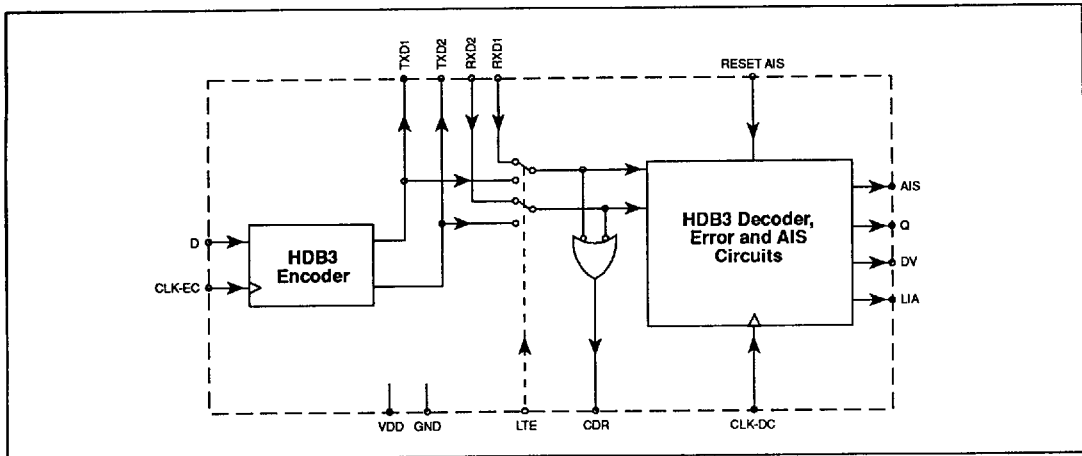 TXD1
TXD2
RXD2
RXD1
RESET AIS
D
CLK-EC
HDB3
Encoder
HDB3 Decoder,
Error and AIS
Circuits
AIS
Q
DV
LIA
VDD
GND
LTE
CDR
CLK-DC